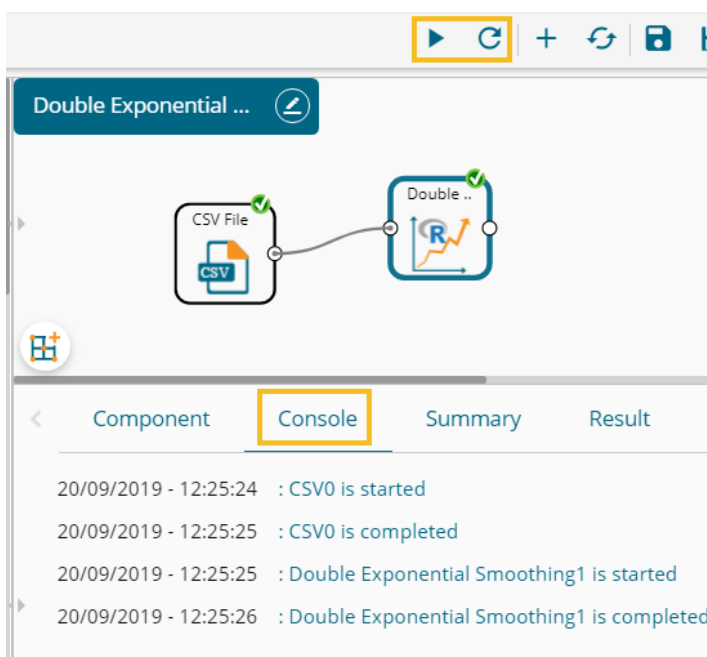 Double Exponential ...
CSV File
CSV
Double ..
R
Component Console Summary Result
20/09/2019 - 12:25:24 : CSV0 is started
20/09/2019 - 12:25:25 : CSV0 is completed
20/09/2019 - 12:25:25 : Double Exponential Smoothing1 is started
20/09/2019 - 12:25:26 : Double Exponential Smoothing1 is completed